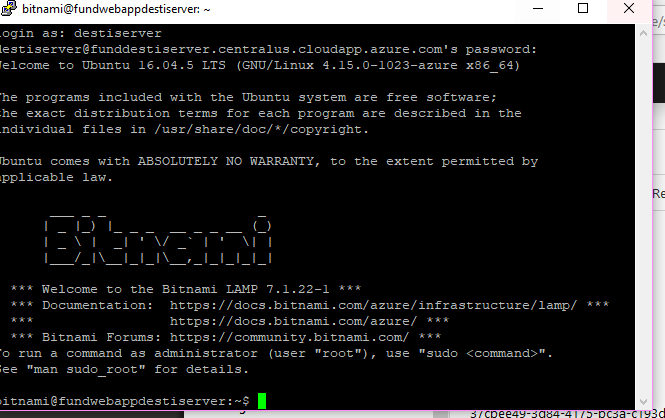 bitnami@fundwebappdestiserver: ~
login as: destiserver
destiserver@funddestiserver.centralus.cloudapp.azure.com's password:
Welcome to Ubuntu 16.04.5 LTS (GNU/Linux 4.15.0-1023-azure x86_64)
The programs included with the Ubuntu system are free software;
the exact distribution terms for each program are described in the
individual files in /usr/share/doc/*/copyright.
Ubuntu comes with ABSOLUTELY NO WARRANTY, to the extent permitted by
applicable law.
Bitnami
*** Welcome to the Bitnami LAMP 7.1.22-1 ***
*** Documentation:  https://docs.bitnami.com/azure/infrastructure/lamp/ ***
***                 https://docs.bitnami.com/azure/ ***
*** Bitnami Forums: https://community.bitnami.com/ ***
To run a command as administrator (user "root"), use "sudo <command>".
See "man sudo_root" for details.
bitnami@fundwebappdestiserver:~$
e/s
Re
37cbee49-3d84-4175-bc3a-c193d